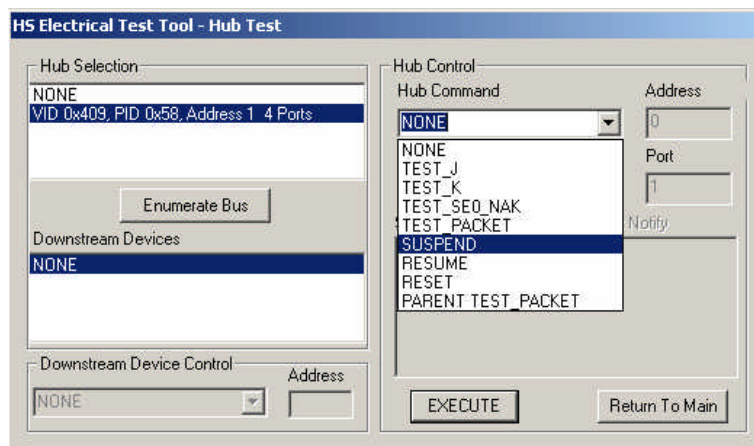 HS Electrical Test Tool - Hub Test
Hub Selection
NONE
VID 0x409, PID 0x58, Address 1 4 Ports
Enumerate Bus
Downstream Devices
NONE
Downstream Device Control
Address
NONE
Hub Control
Hub Command
Address
NONE
0
NONE
TEST_J
TEST_K
TEST_SE0_NAK
TEST_PACKET
SUSPEND
RESUME
RESET
PARENT TEST_PACKET
Port
1
Notify
EXECUTE
Return To Main